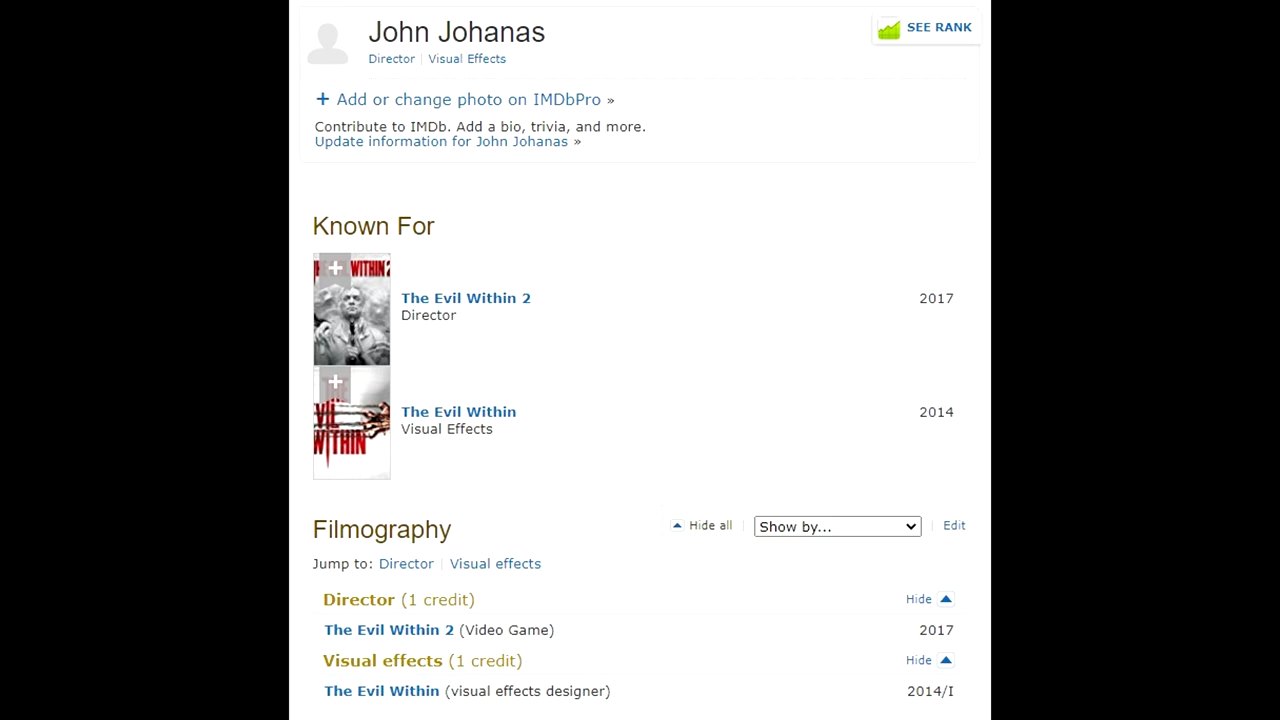 John Johanas
SEE RANK
Director | Visual Effects
+ Add or change photo on IMDbPro »
Contribute to IMDb. Add a bio, trivia, and more.
Update information for John Johanas »
Known For
WITHIN 2
The Evil Within 2 2017
Director
WITHIN
The Evil Within 2014
Visual Effects
Filmography
Hide all | Show by... | Edit
Jump to: Director | Visual effects
Director (1 credit) Hide
The Evil Within 2 (Video Game) 2017
Visual effects (1 credit) Hide
The Evil Within (visual effects designer) 2014/I